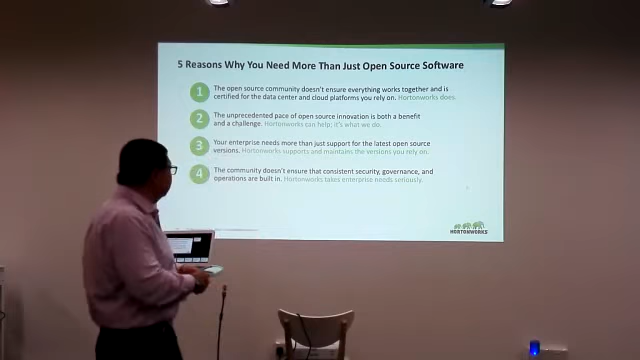 5 Reasons Why You Need More Than Just Open Source Software
1
The open source community doesn't ensure everything works together and is
certified for the data center and cloud platforms you rely on. Hortonworks does.
2
The unprecedented pace of open source innovation is both a benefit
and a challenge. Hortonworks can help; it's what we do.
3
Your enterprise needs more than just support for the latest open source
versions. Hortonworks supports and maintains the versions you rely on.
4
The community doesn't ensure that consistent security, governance, and
operations are built in. Hortonworks takes enterprise needs seriously.
HORTONWORKS